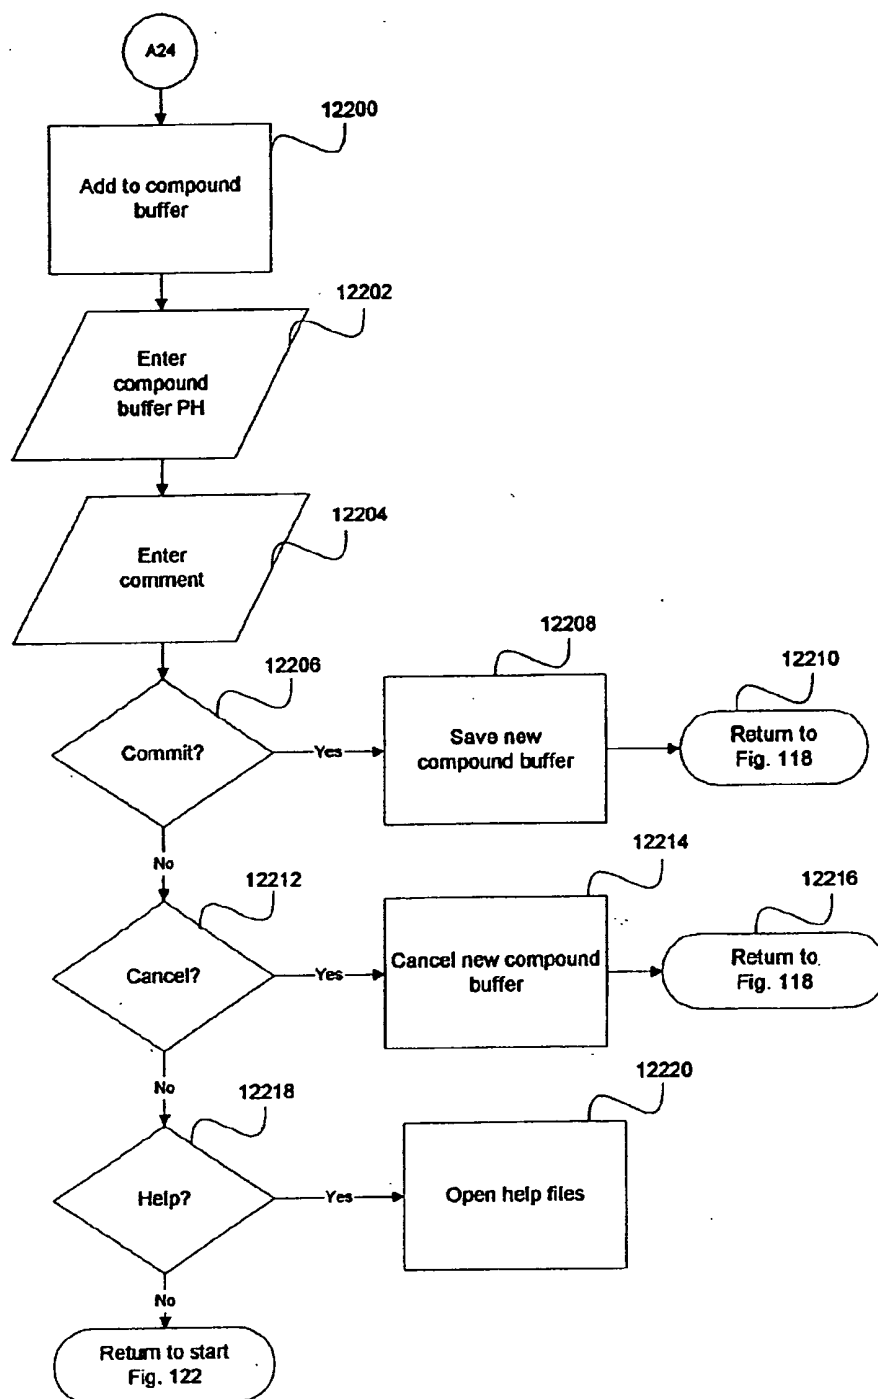 A24
12200
Add to compound
buffer
12202
Enter
compound
buffer PH
12204
Enter
comment
12206
Commit?
Yes
12208
Save new
compound buffer
12210
Return to
Fig. 118
No
12212
Cancel?
Yes
12214
Cancel new compound
buffer
12216
Return to
Fig. 118
No
12218
Help?
Yes
12220
Open help files
No
Return to start
Fig. 122